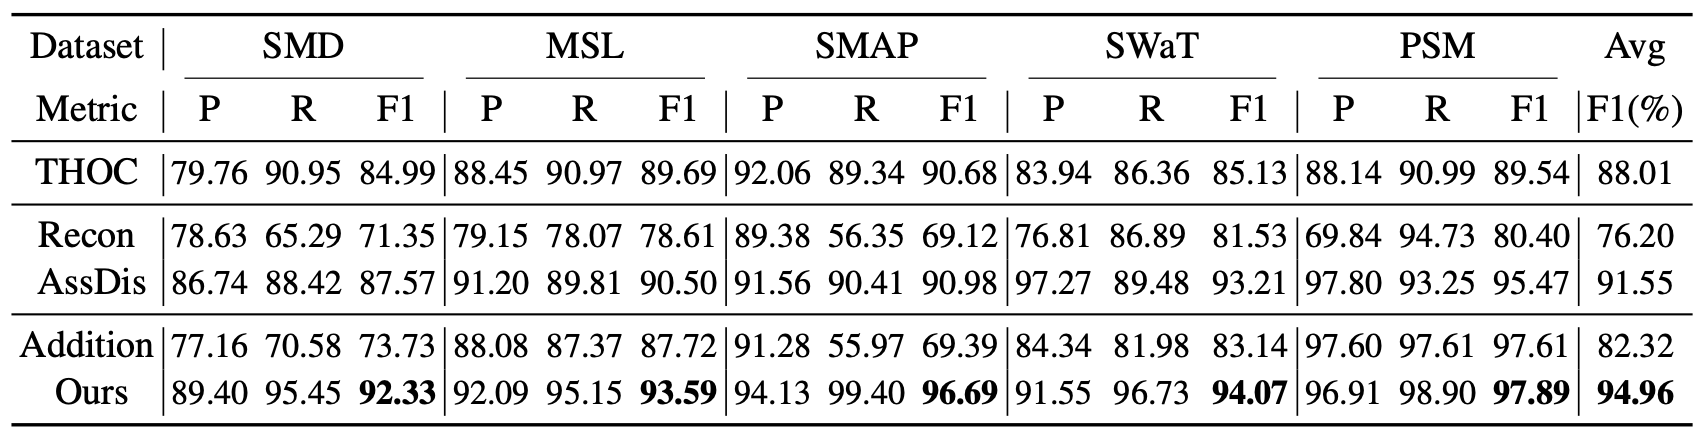 Dataset SMD MSL SMAP SWaT PSM Avg
Metric P R F1 P R F1 P R F1 P R F1 P R F1 F1(%)
THOC 79.76 90.95 84.99 88.45 90.97 89.69 92.06 89.34 90.68 83.94 86.36 85.13 88.14 90.99 89.54 88.01
Recon 78.63 65.29 71.35 79.15 78.07 78.61 89.38 56.35 69.12 76.81 86.89 81.53 69.84 94.73 80.40 76.20
AssDis 86.74 88.42 87.57 91.20 89.81 90.50 91.56 90.41 90.98 97.27 89.48 93.21 97.80 93.25 95.47 91.55
Addition 77.16 70.58 73.73 88.08 87.37 87.72 91.28 55.97 69.39 84.34 81.98 83.14 97.60 97.61 97.61 82.32
Ours 89.40 95.45 92.33 92.09 95.15 93.59 94.13 99.40 96.69 91.55 96.73 94.07 96.91 98.90 97.89 94.96